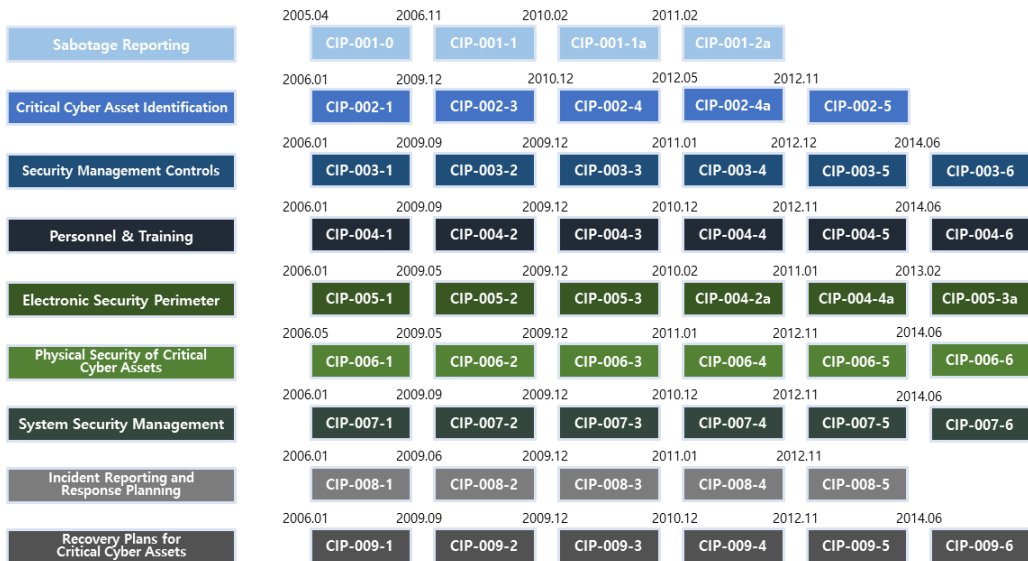 2005.04 2006.11 2010.02 2011.02
Sabotage Reporting CIP-001-0 CIP-001-1 CIP-001-1a CIP-001-2a
2006.01 2009.12 2010.12 2012.05 2012.11
Critical Cyber Asset Identification CIP-002-1 CIP-002-3 CIP-002-4 CIP-002-4a CIP-002-5
2006.01 2009.09 2009.12 2011.01 2012.12 2014.06
Security Management Controls CIP-003-1 CIP-003-2 CIP-003-3 CIP-003-4 CIP-003-5 CIP-003-6
2006.01 2009.09 2009.12 2010.12 2012.11 2014.06
Personnel & Training CIP-004-1 CIP-004-2 CIP-004-3 CIP-004-4 CIP-004-5 CIP-004-6
2006.01 2009.05 2009.12 2010.02 2011.01 2013.02
Electronic Security Perimeter CIP-005-1 CIP-005-2 CIP-005-3 CIP-004-2a CIP-004-4a CIP-005-3a
2006.05 2009.05 2009.12 2011.01 2012.11 2014.06
Physical Security of Critical
Cyber Assets CIP-006-1 CIP-006-2 CIP-006-3 CIP-006-4 CIP-006-5 CIP-006-6
2006.01 2009.09 2009.12 2010.12 2012.11 2014.06
System Security Management CIP-007-1 CIP-007-2 CIP-007-3 CIP-007-4 CIP-007-5 CIP-007-6
2006.01 2009.06 2009.12 2011.01 2012.11
Incident Reporting and
Response Planning CIP-008-1 CIP-008-2 CIP-008-3 CIP-008-4 CIP-008-5
2006.01 2009.09 2009.12 2010.12 2012.11 2014.06
Recovery Plans for
Critical Cyber Assets CIP-009-1 CIP-009-2 CIP-009-3 CIP-009-4 CIP-009-5 CIP-009-6